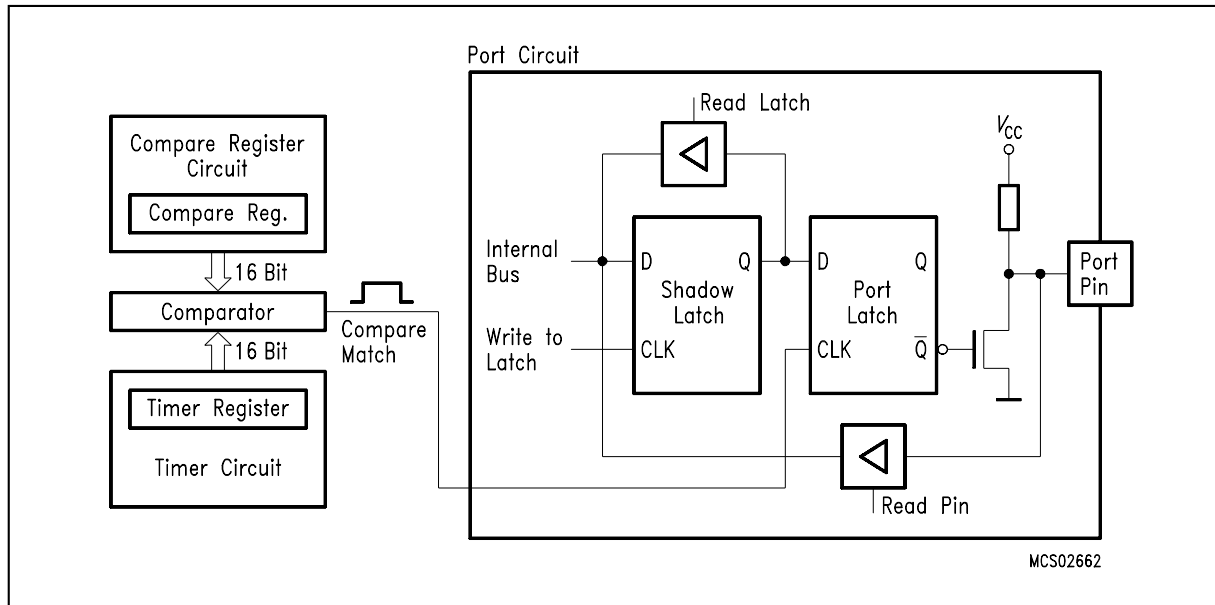 Port Circuit
Compare Register
Circuit
Compare Reg.
16 Bit
Comparator
16 Bit
Timer Register
Timer Circuit
Compare
Match
Read Latch
Internal
Bus
Write to
Latch
D
Q
Shadow
Latch
CLK
D
Q
Port
Latch
CLK
Q̅
VCC
Port
Pin
Read Pin
MCS02662